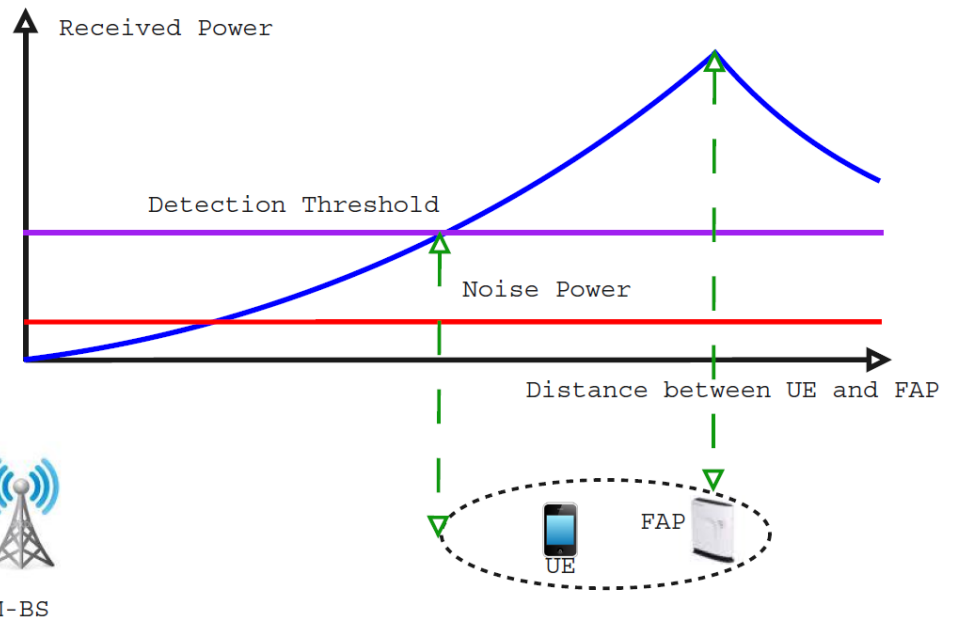 Received Power
Detection Threshold
Noise Power
Distance between UE and FAP
FAP
UE
-BS